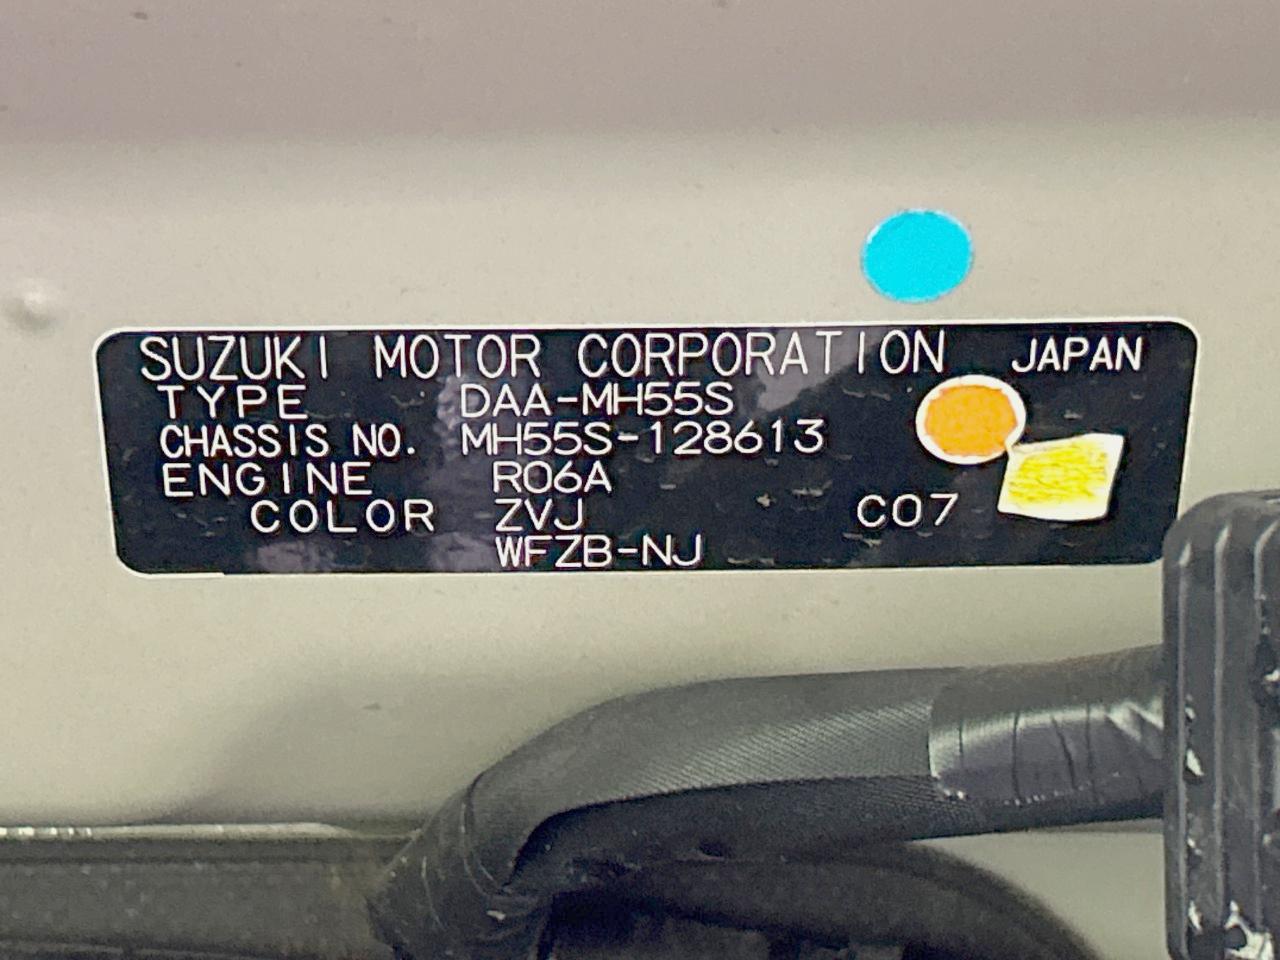 SUZUKI MOTOR CORPORATION JAPAN
TYPE DAA-MH55S
CHASSIS NO. MH55S-128613
ENGINE R06A
COLOR ZVJ C07
WFZB-NJ